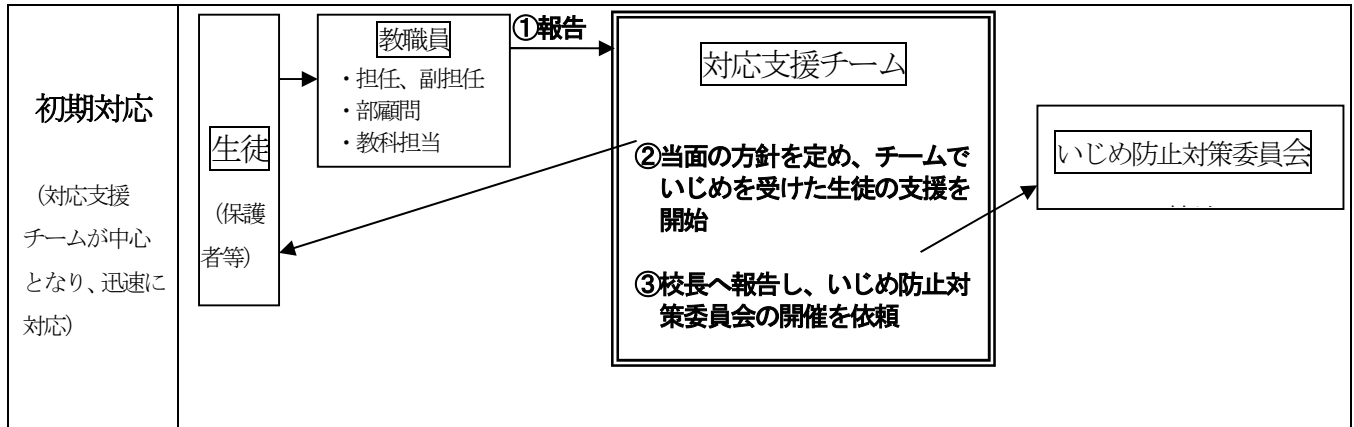 初期対応
（対応支援
チームが中心
となり、迅速に
対応）
生徒
（保護
者等）
教職員
・担任、副担任
・部顧問
・教科担当
①報告
対応支援チーム
②当面の方針を定め、チームで
いじめを受けた生徒の支援を
開始
③校長へ報告し、いじめ防止対
策委員会の開催を依頼
いじめ防止対策委員会